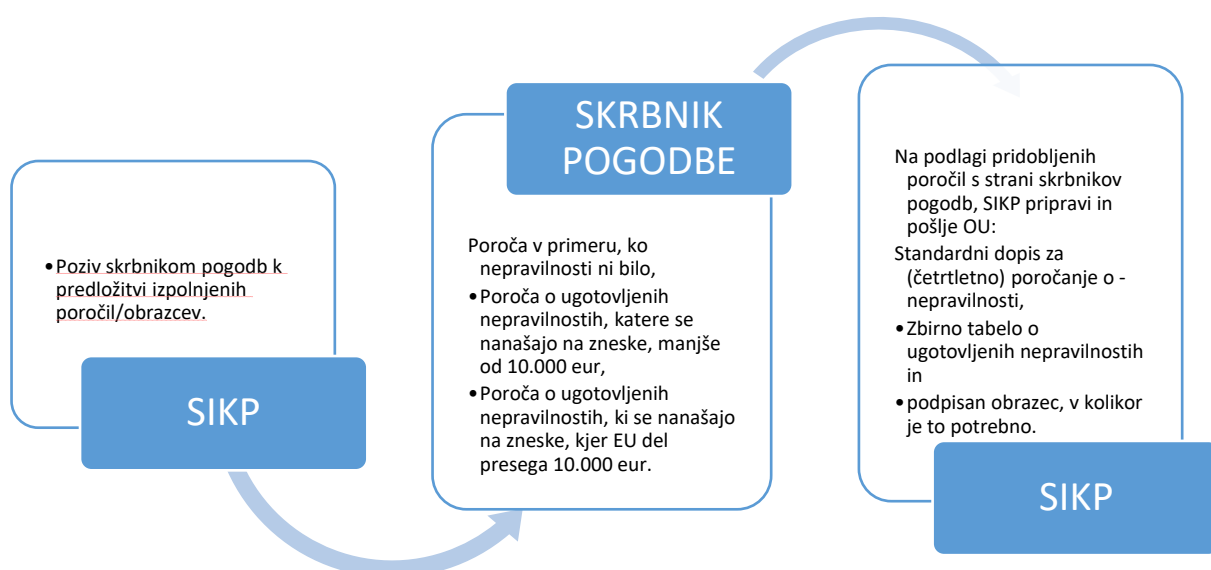 •Poziv skrbnikom pogodb k
predložitvi izpolnjenih
poročil/obrazcev.
SIKP
SKRBNIK
POGODBE
Poroča v primeru, ko
nepravilnosti ni bilo,
•Poroča o ugotovljenih
nepravilnostih, katere se
nanašajo na zneske, manjše
od 10.000 eur,
•Poroča o ugotovljenih
nepravilnostih, ki se nanašajo
na zneske, kjer EU del
presega 10.000 eur.
Na podlagi pridobljenih
poročil s strani skrbnikov
pogodb, SIKP pripravi in
pošlje OU:
Standardni dopis za
(četrtletno) poročanje o -
nepravilnosti,
•Zbirno tabelo o
ugotovljenih nepravilnostih
in
•podpisan obrazec, v kolikor
je to potrebno.
SIKP